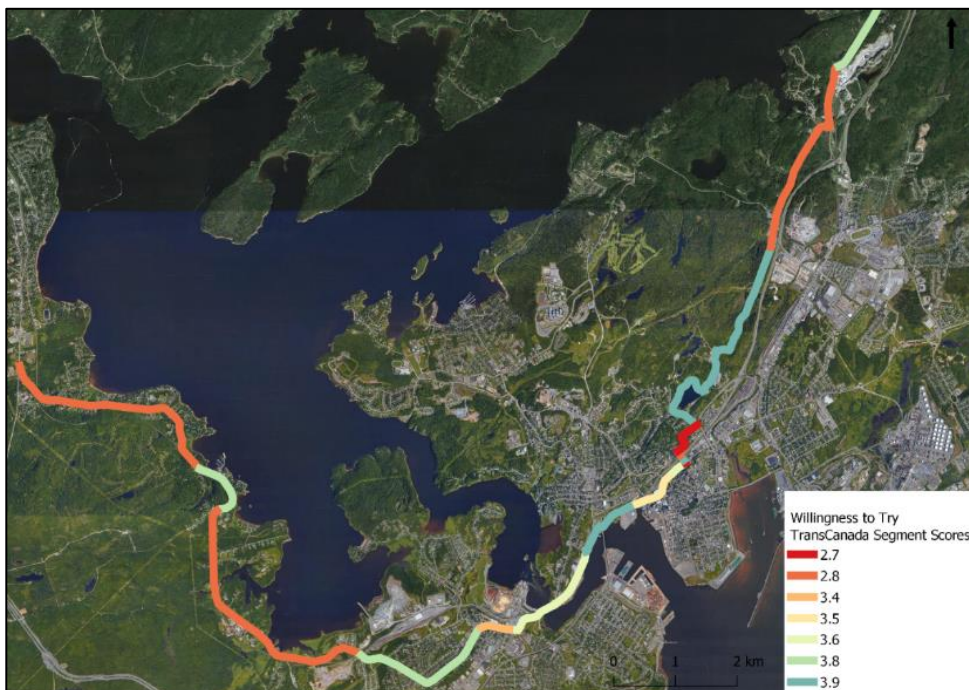 Willingness to Try
TransCanada Segment Scores
2.7
2.8
3.4
3.5
3.6
3.8
3.9
0 1 2 km